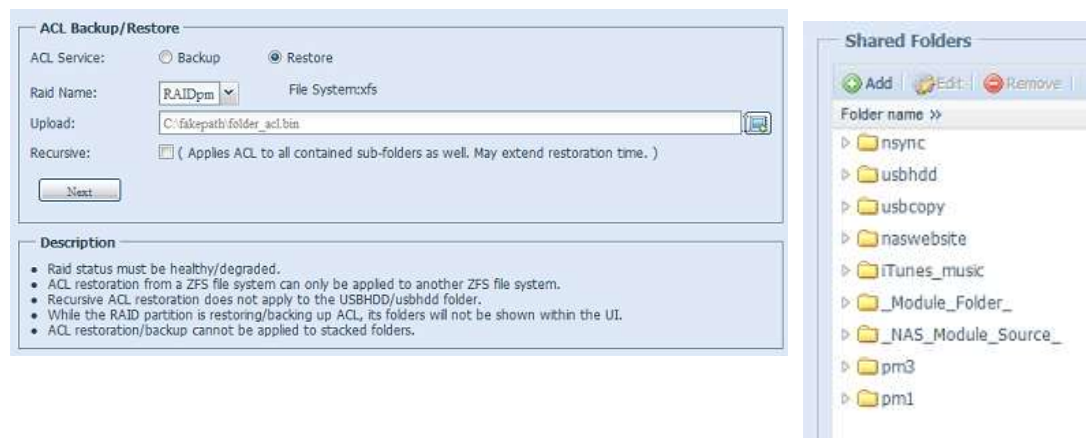 ACL Backup/Restore
ACL Service: Backup Restore
Raid Name: RAIDpm File System:xfs
Upload: C:\fakepath\folder_acl.bin
Recursive: ( Applies ACL to all contained sub-folders as well. May extend restoration time. )
Next
Description
• Raid status must be healthy/degraded.
• ACL restoration from a ZFS file system can only be applied to another ZFS file system.
• Recursive ACL restoration does not apply to the USBHDD/usbhdd folder.
• While the RAID partition is restoring/backing up ACL, its folders will not be shown within the UI.
• ACL restoration/backup cannot be applied to stacked folders.
Shared Folders
Add Edit Remove
Folder name »
nsync
usbhdd
usbcopy
naswebsite
iTunes_music
_Module_Folder_
_NAS_Module_Source_
pm3
pm1